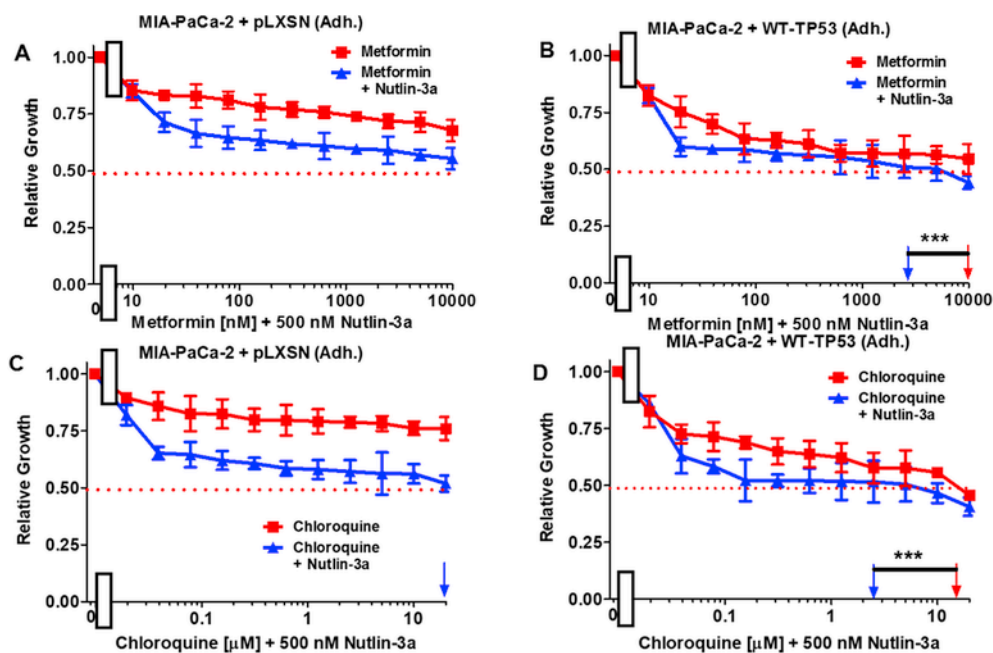 A
MIA-PaCa-2 + pLXSN (Adh.)
Relative Growth
1.00
0.75
0.50
0.25
0.00
Metformin
Metformin
+ Nutlin-3a
0 10 100 1000 10000
Metformin [nM] + 500 nM Nutlin-3a
B
MIA-PaCa-2 + WT-TP53 (Adh.)
Relative Growth
1.00
0.75
0.50
0.25
0.00
Metformin
Metformin
+ Nutlin-3a
***
0 10 100 1000 10000
Metformin [nM] + 500 nM Nutlin-3a
C
MIA-PaCa-2 + pLXSN (Adh.)
Relative Growth
1.00
0.75
0.50
0.25
0.00
Chloroquine
Chloroquine
+ Nutlin-3a
0 0.1 1 10
Chloroquine [µM] + 500 nM Nutlin-3a
D
MIA-PaCa-2 + WT-TP53 (Adh.)
Relative Growth
1.00
0.75
0.50
0.25
0.00
Chloroquine
Chloroquine
+ Nutlin-3a
***
0 0.1 1 10
Chloroquine [µM] + 500 nM Nutlin-3a